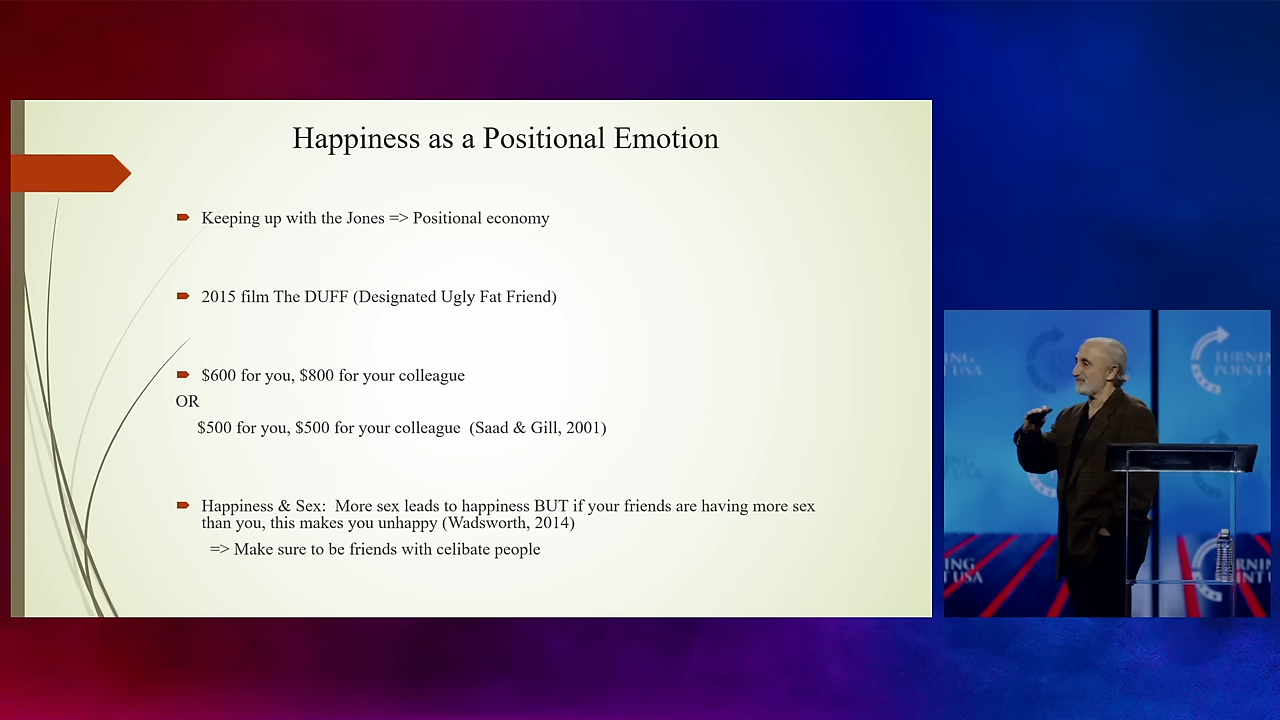 Happiness as a Positional Emotion
Keeping up with the Jones => Positional economy
2015 film The DUFF (Designated Ugly Fat Friend)
$600 for you, $800 for your colleague
OR
$500 for you, $500 for your colleague (Saad & Gill, 2001)
Happiness & Sex: More sex leads to happiness BUT if your friends are having more sex
than you, this makes you unhappy (Wadsworth, 2014)
=> Make sure to be friends with celibate people
TURNING
POINT USA